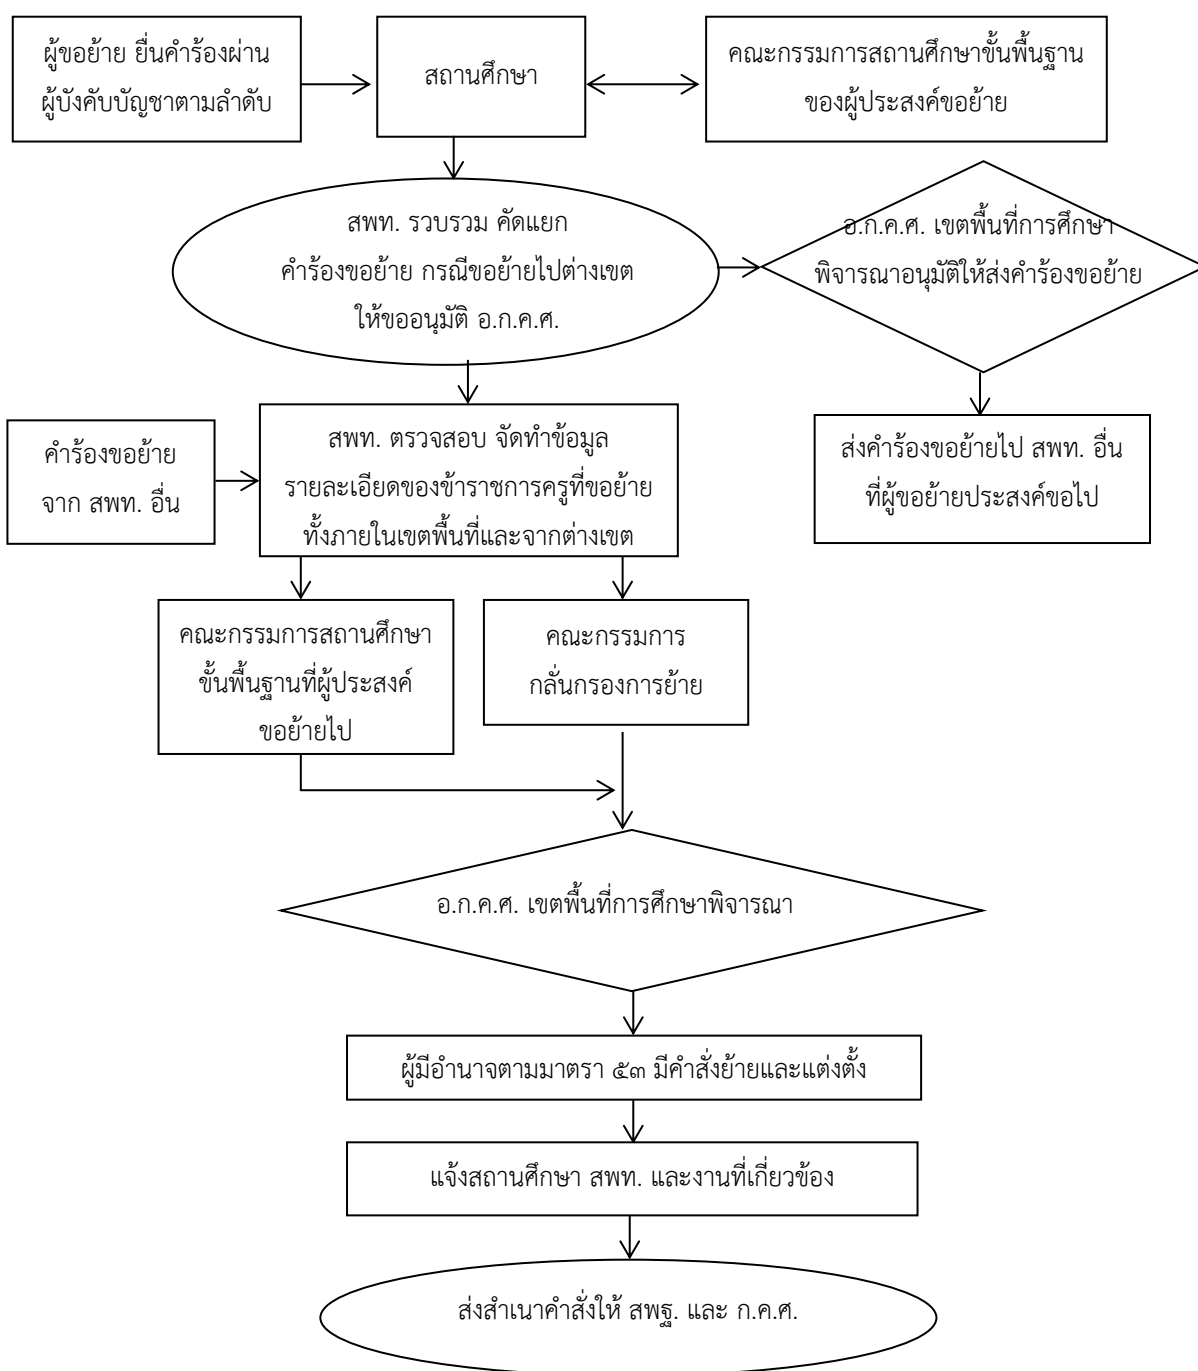 ผู้ขอย้าย ยื่นคำร้องผ่าน
ผู้บังคับบัญชาตามลำดับ
สถานศึกษา
คณะกรรมการสถานศึกษาขั้นพื้นฐาน
ของผู้ประสงค์ขอย้าย
สพท. รวบรวม คัดแยก
คำร้องขอย้าย กรณีขอย้ายไปต่างเขต
ให้ขออนุมัติ อ.ก.ค.ศ.
อ.ก.ค.ศ. เขตพื้นที่การศึกษา
พิจารณาอนุมัติให้ส่งคำร้องขอย้าย
คำร้องขอย้าย
จาก สพท. อื่น
สพท. ตรวจสอบ จัดทำข้อมูล
รายละเอียดของข้าราชการครูที่ขอย้าย
ทั้งภายในเขตพื้นที่และจากต่างเขต
ส่งคำร้องขอย้ายไป สพท. อื่น
ที่ผู้ขอย้ายประสงค์ขอไป
คณะกรรมการสถานศึกษา
ขั้นพื้นฐานที่ผู้ประสงค์
ขอย้ายไป
คณะกรรมการ
กลั่นกรองการย้าย
อ.ก.ค.ศ. เขตพื้นที่การศึกษาพิจารณา
ผู้มีอำนาจตามมาตรา ๕๓ มีคำสั่งย้ายและแต่งตั้ง
แจ้งสถานศึกษา สพท. และงานที่เกี่ยวข้อง
ส่งสำเนาคำสั่งให้ สพฐ. และ ก.ค.ศ.